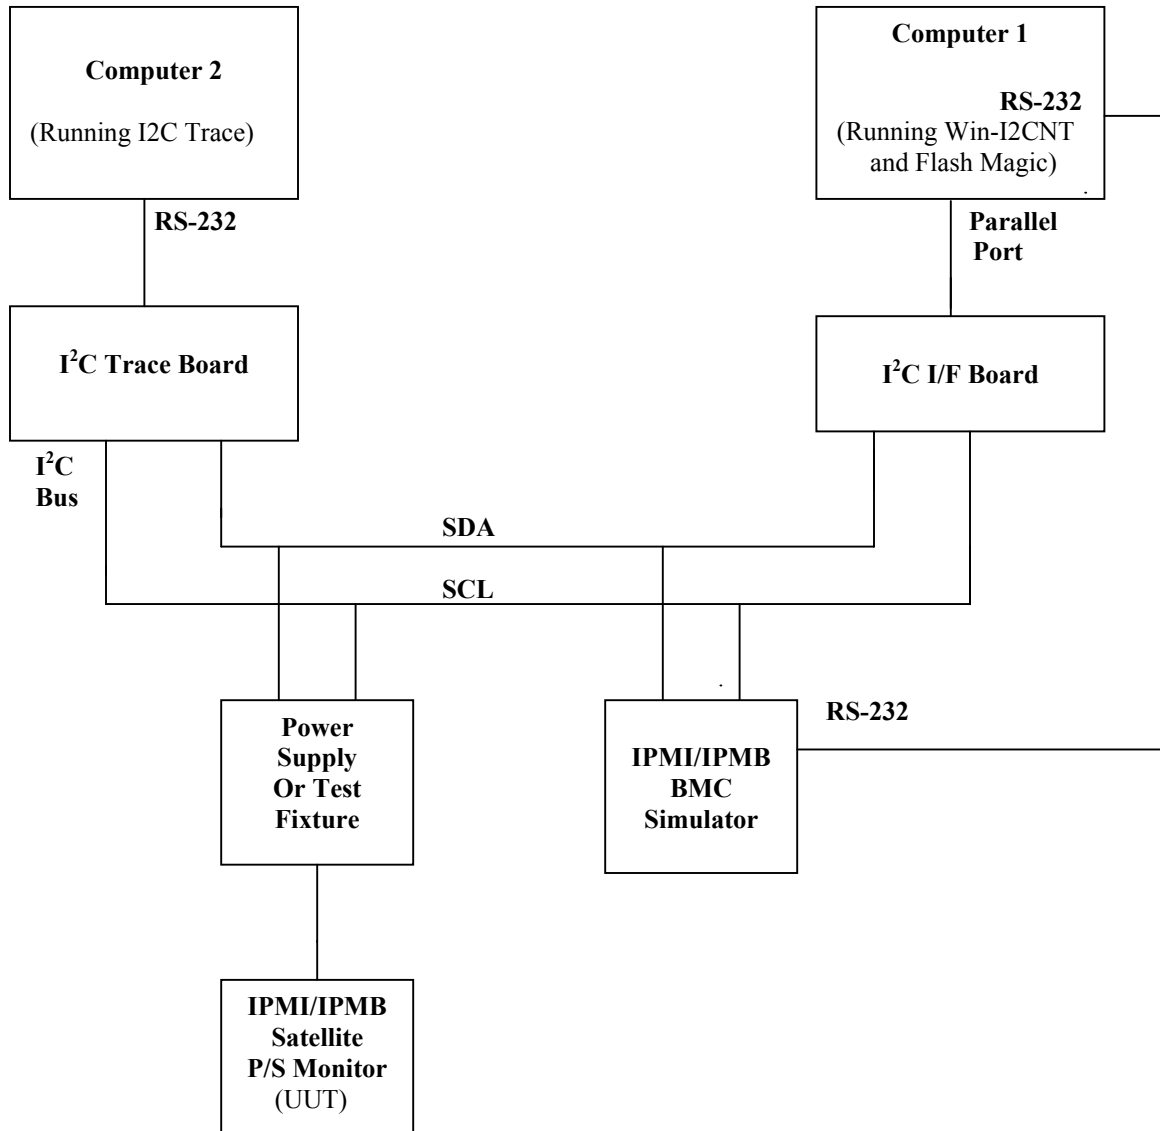 Computer 2
(Running I2C Trace)
RS-232
I²C Trace Board
I²C
Bus
Computer 1
RS-232
(Running Win-I2CNT
and Flash Magic)
Parallel
Port
I²C I/F Board
SDA
SCL
Power
Supply
Or Test
Fixture
IPMI/IPMB
BMC
Simulator
RS-232
IPMI/IPMB
Satellite
P/S Monitor
(UUT)